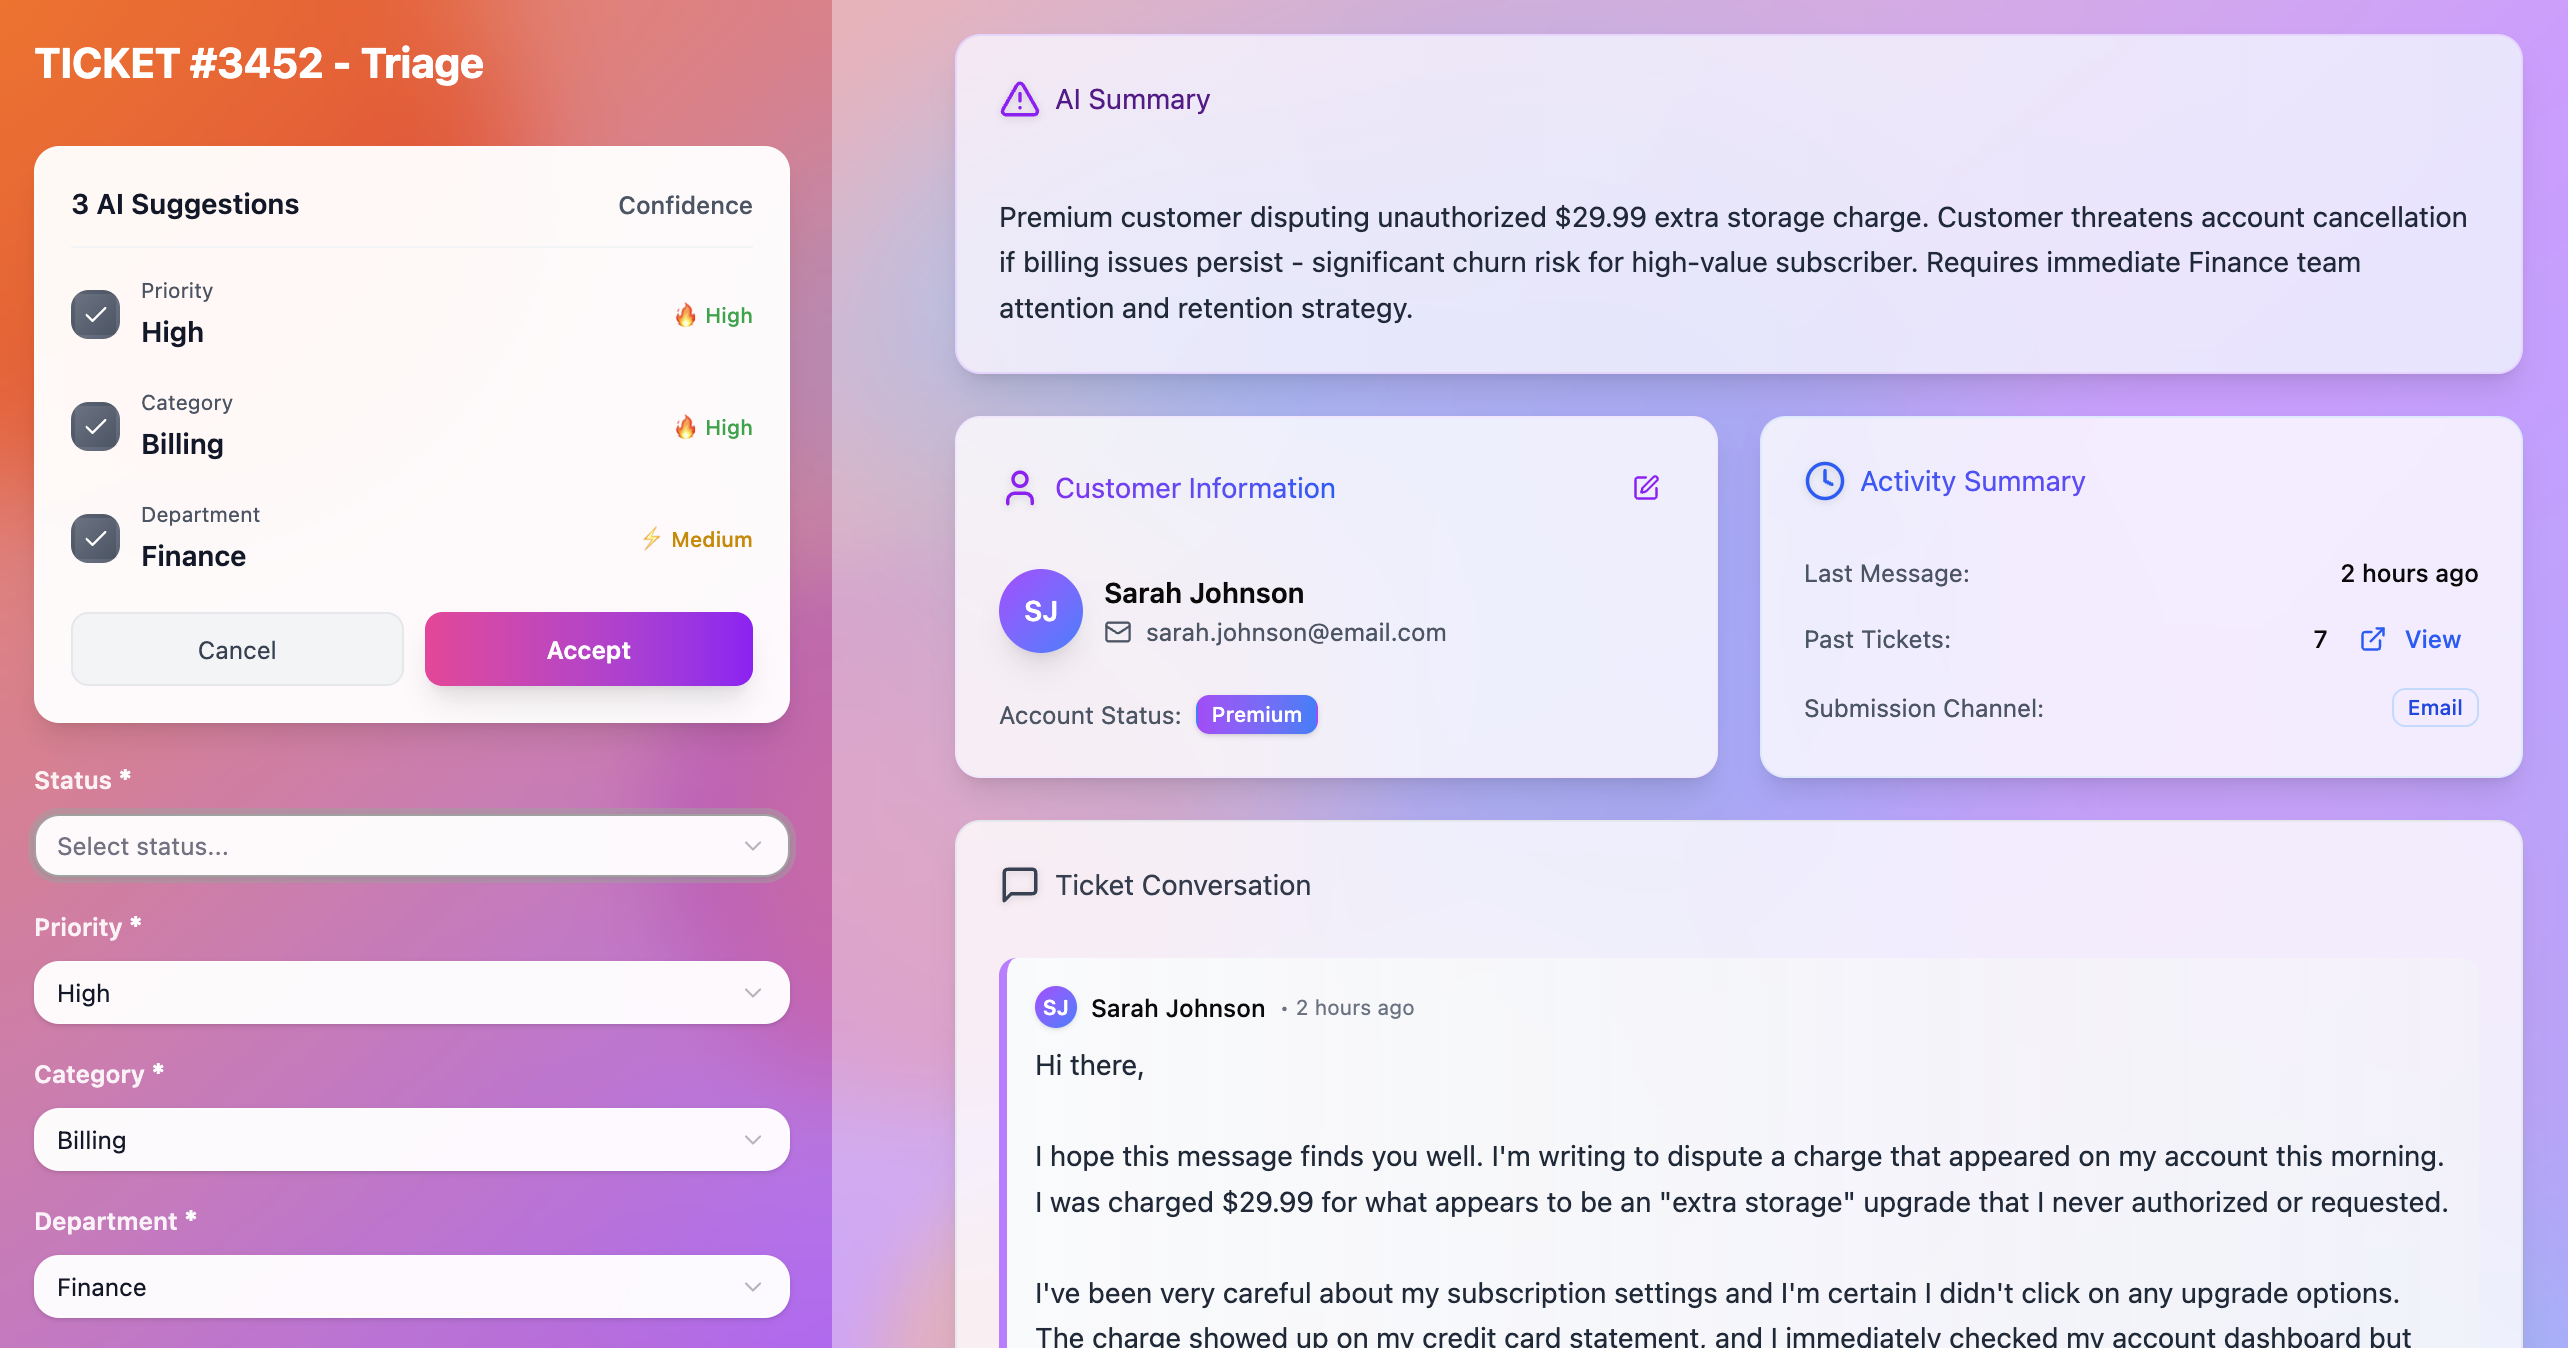 TICKET #3452 - Triage
3 AI Suggestions
Confidence
Priority
High
🔥 High
Category
Billing
🔥 High
Department
Finance
⚡ Medium
Cancel
Accept
Status *
Select status...
Priority *
High
Category *
Billing
Department *
Finance
AI Summary
Premium customer disputing unauthorized $29.99 extra storage charge. Customer threatens account cancellation
if billing issues persist - significant churn risk for high-value subscriber. Requires immediate Finance team
attention and retention strategy.
Customer Information
SJ
Sarah Johnson
sarah.johnson@email.com
Account Status: Premium
Activity Summary
Last Message: 2 hours ago
Past Tickets: 7 View
Submission Channel: Email
Ticket Conversation
SJ Sarah Johnson • 2 hours ago
Hi there,
I hope this message finds you well. I'm writing to dispute a charge that appeared on my account this morning.
I was charged $29.99 for what appears to be an "extra storage" upgrade that I never authorized or requested.
I've been very careful about my subscription settings and I'm certain I didn't click on any upgrade options.
The charge showed up on my credit card statement, and I immediately checked my account dashboard but